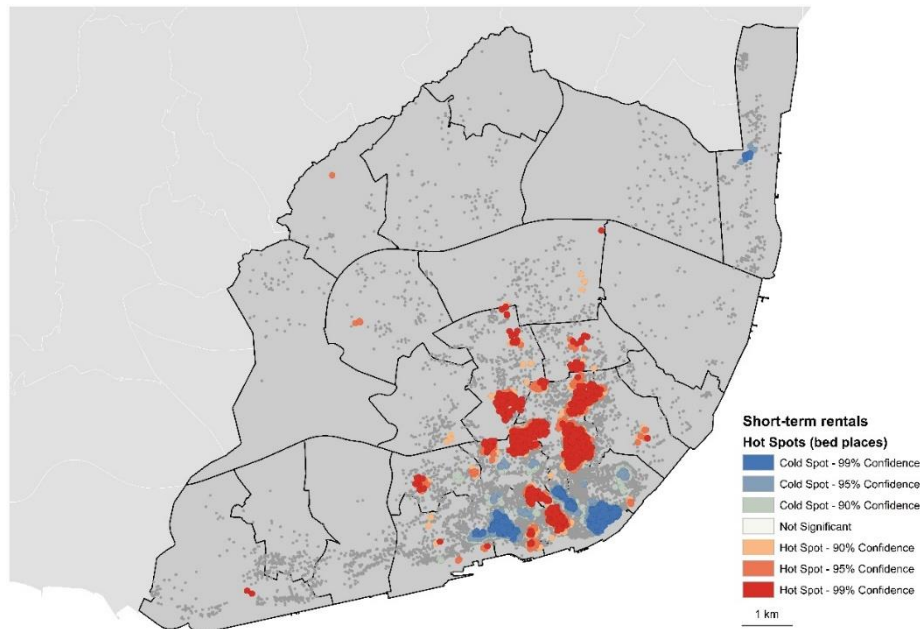 Short-term rentals
Hot Spots (bed places)
Cold Spot - 99% Confidence
Cold Spot - 95% Confidence
Cold Spot - 90% Confidence
Not Significant
Hot Spot - 90% Confidence
Hot Spot - 95% Confidence
Hot Spot - 99% Confidence
1 km